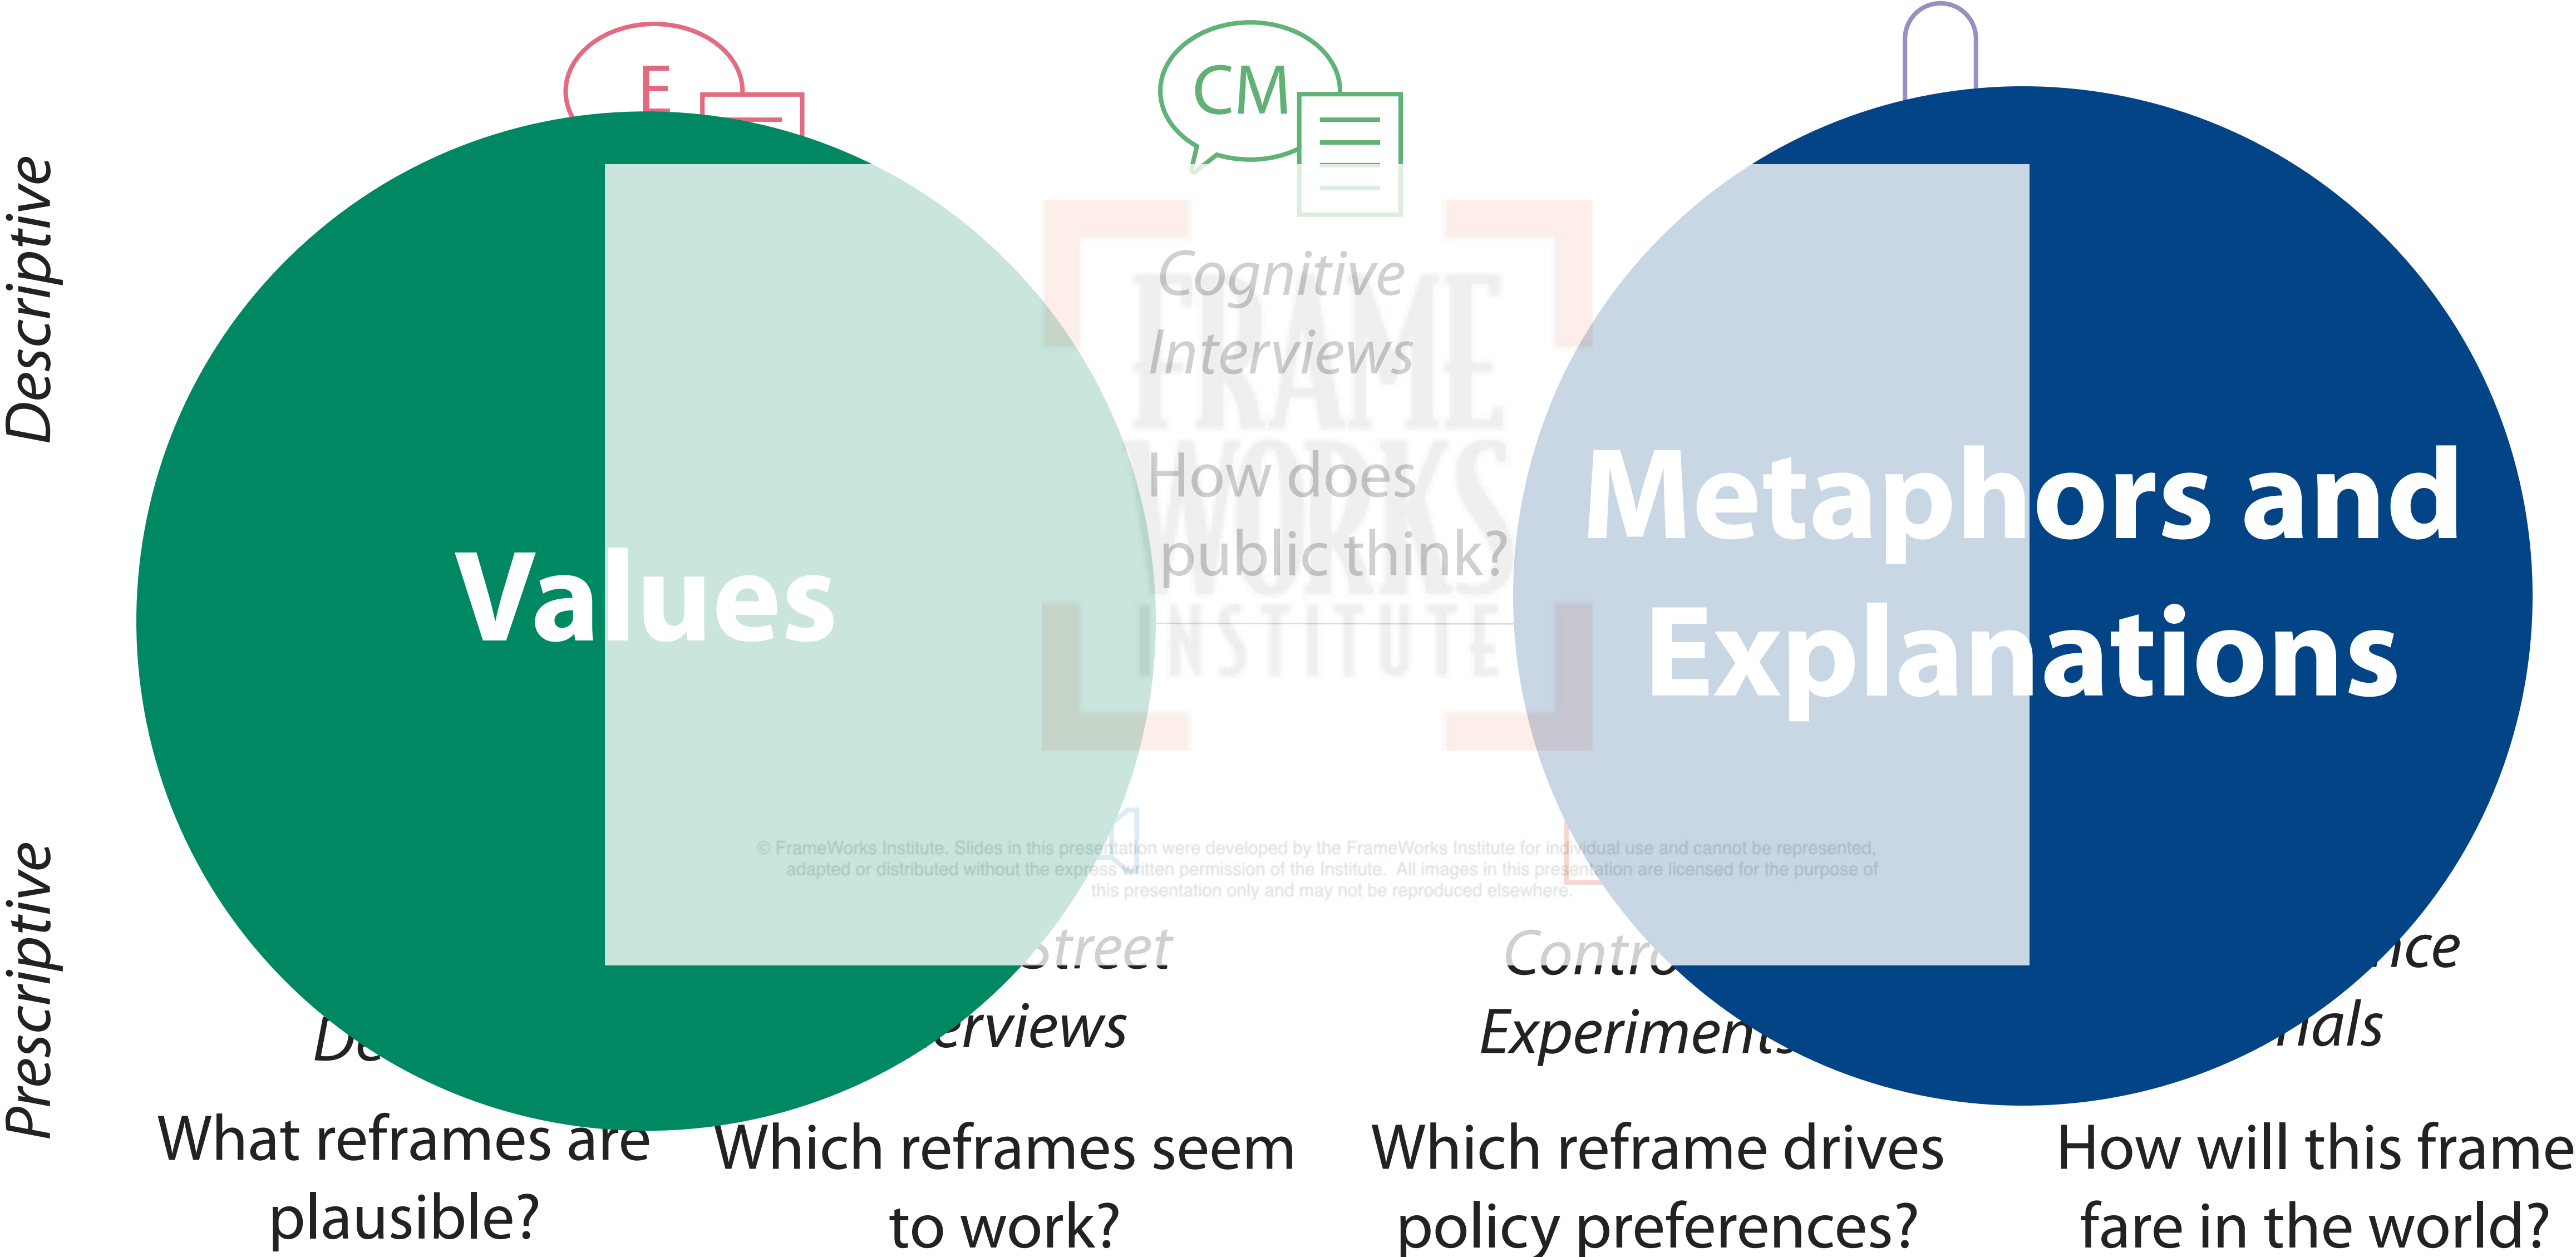 E
CM
Descriptive
Cognitive
Interviews
How does
public think?
FRAME
WORKS
INSTITUTE
Values
Metaphors and
Explanations
© FrameWorks Institute. Slides in this presentation were developed by the FrameWorks Institute for individual use and cannot be represented,
adapted or distributed without the express written permission of the Institute. All images in this presentation are licensed for the purpose of
this presentation only and may not be reproduced elsewhere.
Prescriptive
Street
Experiments
What reframes are
plausible?
Which reframes seem
to work?
Which reframe drives
policy preferences?
How will this frame
fare in the world?